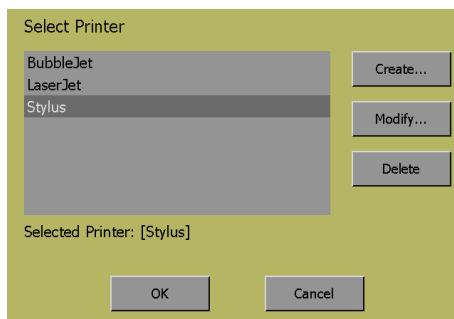 Select Printer
BubbleJet
LaserJet
Stylus
Create...
Modify...
Delete
Selected Printer: [Stylus]
OK
Cancel